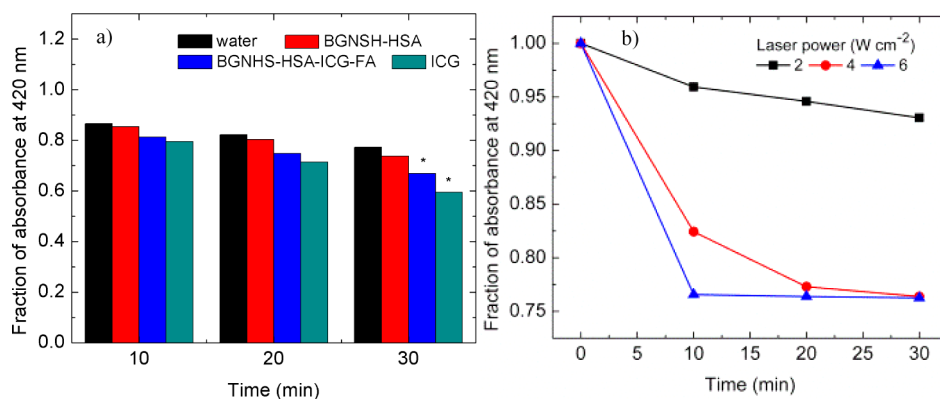 a)
water BGNSH-HSA
BGNHS-HSA-ICG-FA ICG
Fraction of absorbance at 420 nm
1.2
1.0
0.8
0.6
0.4
0.2
0.0
* *
10 20 30
Time (min)
b)
Laser power (W cm⁻²)
2 4 6
Fraction of absorbance at 420 nm
1.00
0.95
0.90
0.85
0.80
0.75
0 5 10 15 20 25 30
Time (min)